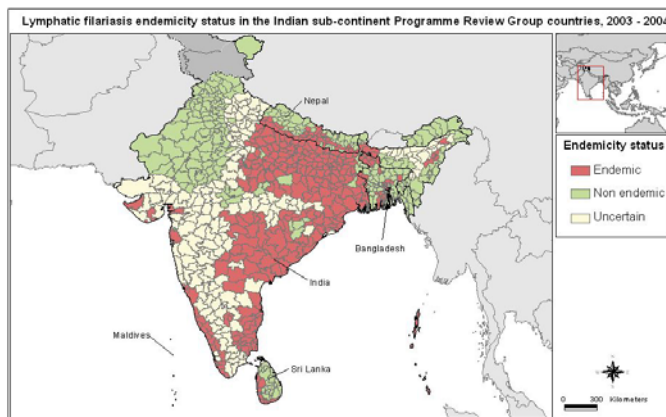 Lymphatic filariasis endemicity status in the Indian sub-continent Programme Review Group countries, 2003 - 2004
Nepal
Endemicity status
Endemic
Non endemic
Uncertain
Bangladesh
India
Maldives
Sri Lanka
0 300 Kilometers